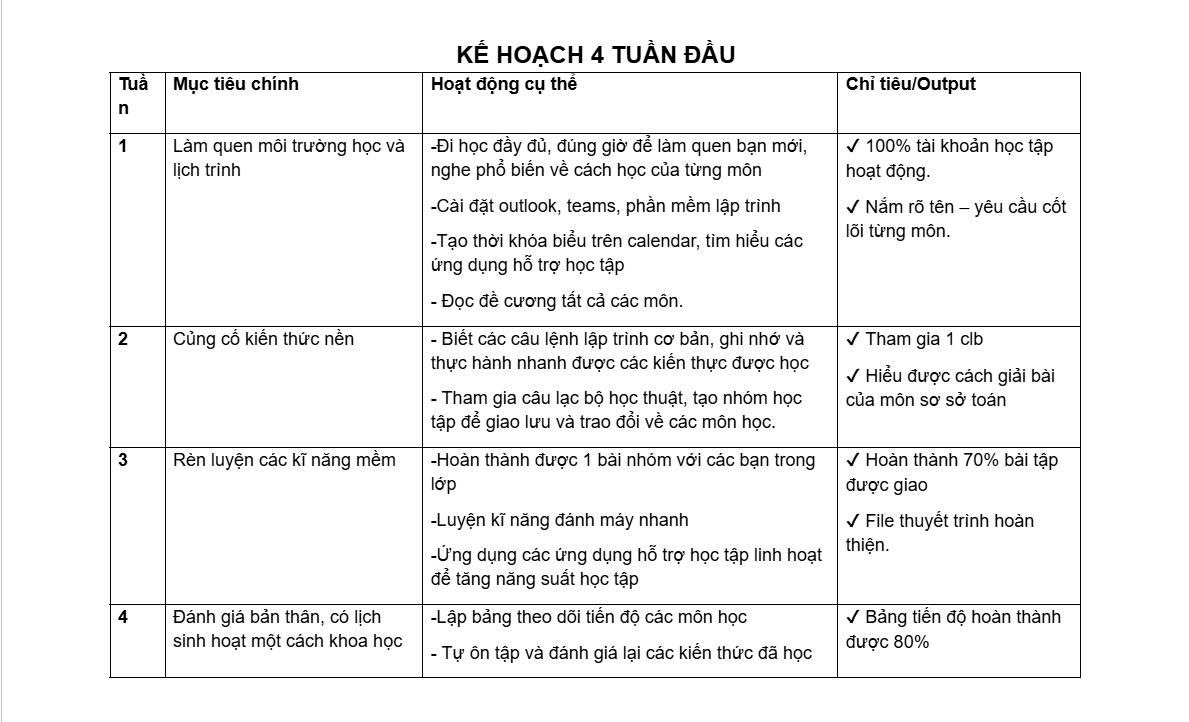 KẾ HOẠCH 4 TUẦN ĐẦU
Tuầ
n
Mục tiêu chính
Hoạt động cụ thể
Chỉ tiêu/Output
1
Làm quen môi trường học và
lịch trình
-Đi học đầy đủ, đúng giờ để làm quen bạn mới,
nghe phổ biến về cách học của từng môn
-Cài đặt outlook, teams, phần mềm lập trình
-Tạo thời khóa biểu trên calendar, tìm hiểu các
ứng dụng hỗ trợ học tập
- Đọc đề cương tất cả các môn.
✓ 100% tài khoản học tập
hoạt động.
✓ Nắm rõ tên – yêu cầu cốt
lõi từng môn.
2
Củng cố kiến thức nền
- Biết các câu lệnh lập trình cơ bản, ghi nhớ và
thực hành nhanh được các kiến thực được học
- Tham gia câu lạc bộ học thuật, tạo nhóm học
tập để giao lưu và trao đổi về các môn học.
✓ Tham gia 1 clb
✓ Hiểu được cách giải bài
của môn sơ sở toán
3
Rèn luyện các kĩ năng mềm
-Hoàn thành được 1 bài nhóm với các bạn trong
lớp
-Luyện kĩ năng đánh máy nhanh
-Ứng dụng các ứng dụng hỗ trợ học tập linh hoạt
để tăng năng suất học tập
✓ Hoàn thành 70% bài tập
được giao
✓ File thuyết trình hoàn
thiện.
4
Đánh giá bản thân, có lịch
sinh hoạt một cách khoa học
-Lập bảng theo dõi tiến độ các môn học
- Tự ôn tập và đánh giá lại các kiến thức đã học
✓ Bảng tiến độ hoàn thành
được 80%